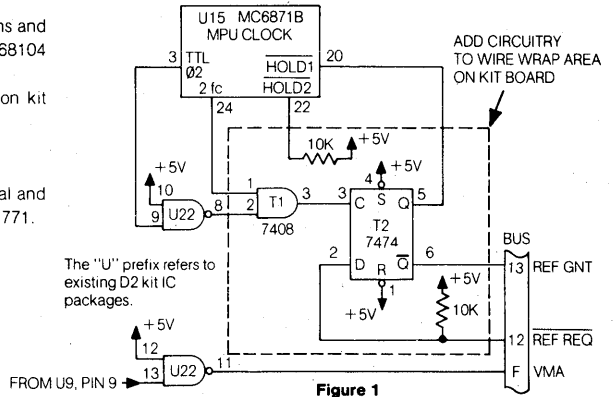 ns and
68104
on kit
al and
771.
U15 MC6871B
MPU CLOCK
3 TTL
Ø2
2 fc
HOLD1
HOLD2
20
24
22
ADD CIRCUITRY
TO WIRE WRAP AREA
ON KIT BOARD
10K
+5V
+5V
10
9
U22
8
1
2
T1
3
7408
+5V
4
3
C
S
Q
5
T2
7474
2
D
R
Q
6
1
+5V
+5V
10K
BUS
13 REF GNT
12 REF REQ
F VMA
The "U" prefix refers to
existing D2 kit IC
packages.
+5V
12
13
U22
11
FROM U9, PIN 9
Figure 1